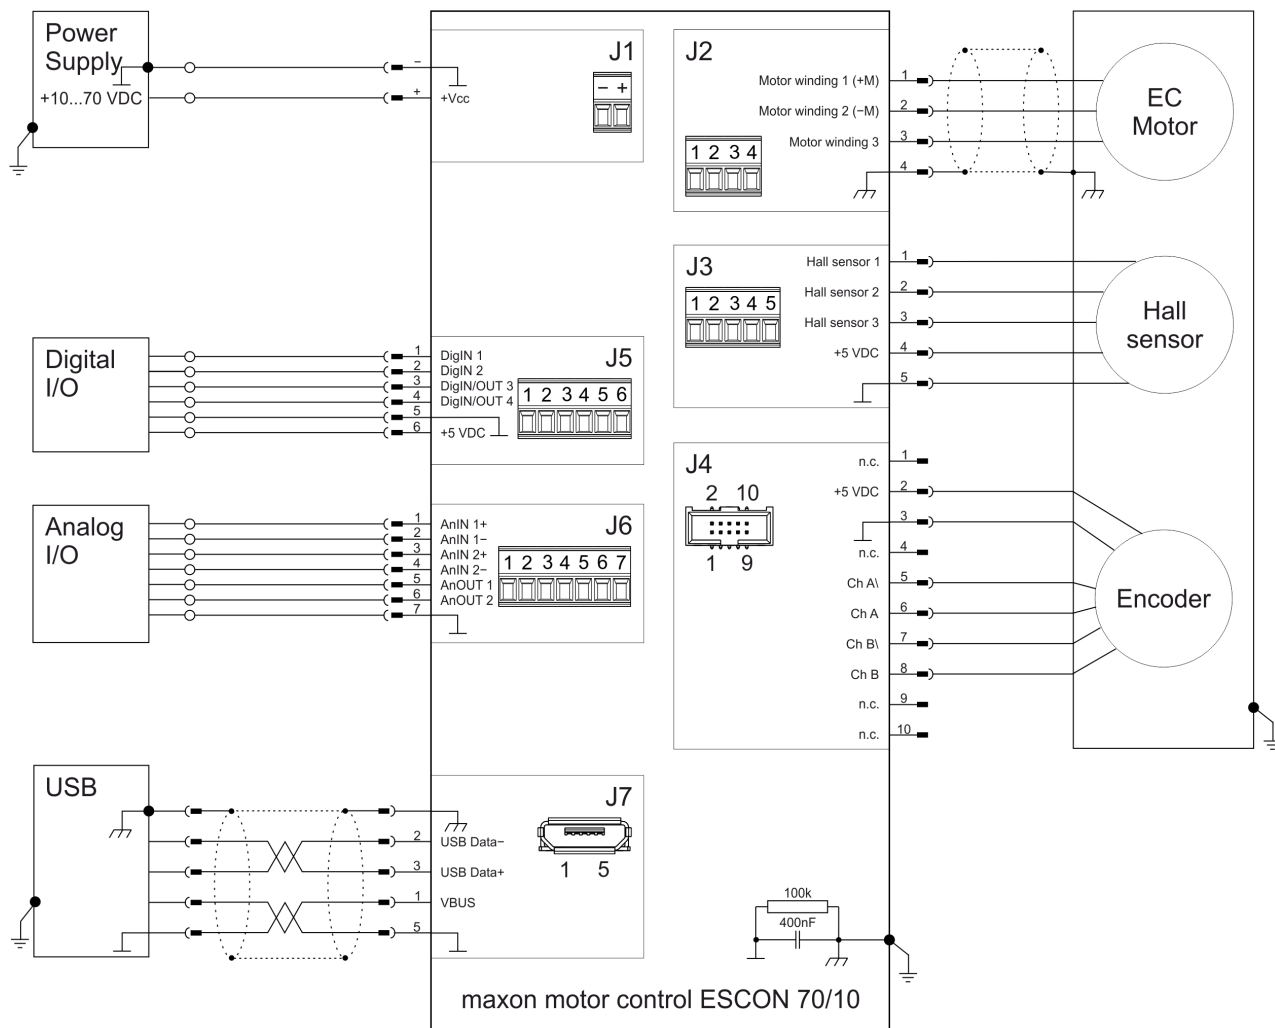 Power
Supply
+10...70 VDC
−
+
+Vcc
J1
− +
J2
Motor winding 1 (+M)
Motor winding 2 (−M)
Motor winding 3
1
2
3
4
1 2 3 4
EC
Motor
J3
Hall sensor 1
Hall sensor 2
Hall sensor 3
+5 VDC
1
2
3
4
5
1 2 3 4 5
Hall
sensor
Digital
I/O
1
2
3
4
5
6
DigIN 1
DigIN 2
DigIN/OUT 3
DigIN/OUT 4
+5 VDC
J5
1 2 3 4 5 6
J4
2 10
1 9
n.c.
+5 VDC
n.c.
Ch A\
Ch A
Ch B\
Ch B
n.c.
n.c.
1
2
3
4
5
6
7
8
9
10
Encoder
Analog
I/O
1
2
3
4
5
6
7
AnIN 1+
AnIN 1−
AnIN 2+
AnIN 2−
AnOUT 1
AnOUT 2
J6
1 2 3 4 5 6 7
USB
2
3
1
5
USB Data−
USB Data+
VBUS
J7
1 5
100k
400nF
maxon motor control ESCON 70/10